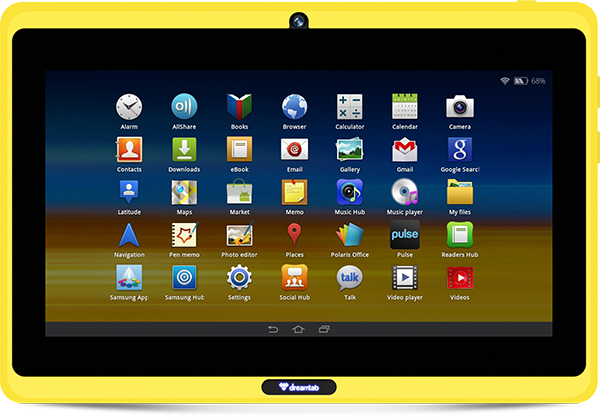 68%
Alarm
AllShare
Books
Browser
Calculator
Calendar
Camera
Contacts
Downloads
eBook
Email
Gallery
Gmail
Google Searcl
Latitude
Maps
Market
Memo
Music Hub
Music player
My files
Navigation
Pen memo
Photo editor
Places
Polaris Office
pulse
Pulse
Readers Hub
Samsung App
Samsung Hub
Settings
Social Hub
talk
Talk
Video player
Videos
dreamtab